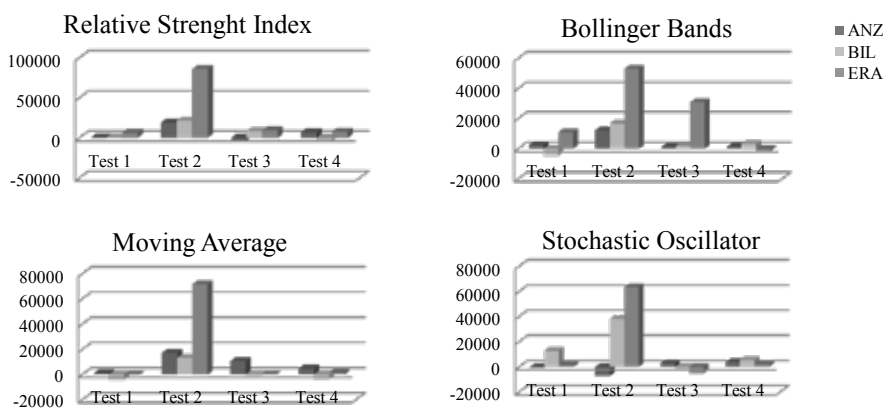 Relative Strenght Index
100000
50000
0
-50000
Test 1 Test 2 Test 3 Test 4
Bollinger Bands
60000
40000
20000
0
-20000
Test 1 Test 2 Test 3 Test 4
ANZ
BIL
ERA
Moving Average
80000
60000
40000
20000
0
-20000
Test 1 Test 2 Test 3 Test 4
Stochastic Oscillator
80000
60000
40000
20000
0
-20000
Test 1 Test 2 Test 3 Test 4